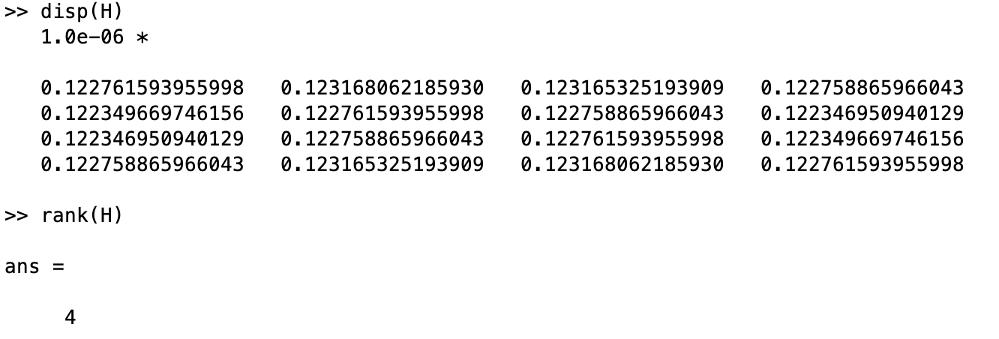 >> disp(H)
1.0e-06 *
0.122761593955998 0.123168062185930 0.123165325193909 0.122758865966043
0.122349669746156 0.122761593955998 0.122758865966043 0.122346950940129
0.122346950940129 0.122758865966043 0.122761593955998 0.122349669746156
0.122758865966043 0.123165325193909 0.123168062185930 0.122761593955998
>> rank(H)
ans =
4